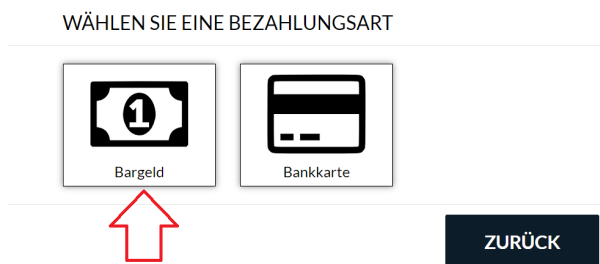 WÄHLEN SIE EINE BEZAHLUNGSART
1
Bargeld
Bankkarte
ZURÜCK